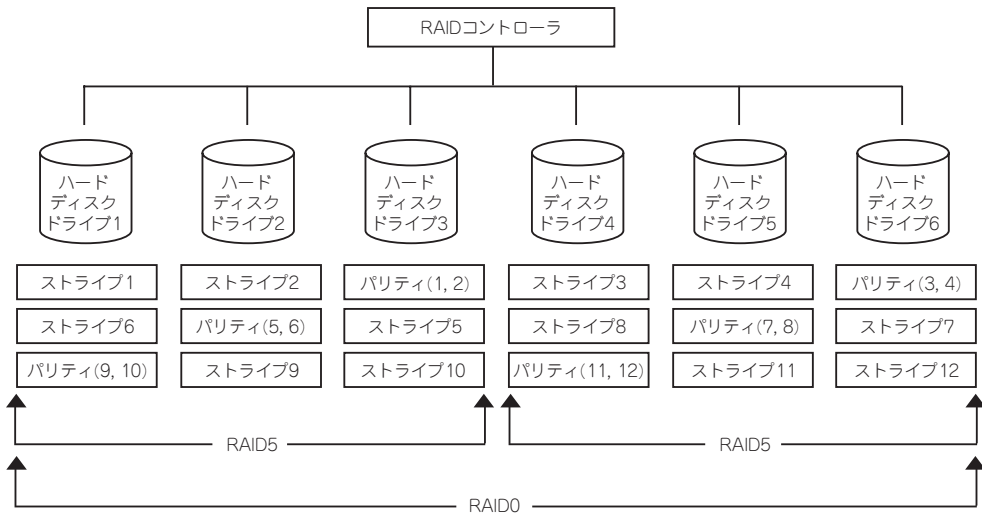 RAIDコントローラ
ハード
ディスク
ドライブ1
ハード
ディスク
ドライブ2
ハード
ディスク
ドライブ3
ハード
ディスク
ドライブ4
ハード
ディスク
ドライブ5
ハード
ディスク
ドライブ6
ストライプ1
ストライプ2
パリティ(1, 2)
ストライプ3
ストライプ4
パリティ(3, 4)
ストライプ6
パリティ(5, 6)
ストライプ5
ストライプ8
パリティ(7, 8)
ストライプ7
パリティ(9, 10)
ストライプ9
ストライプ10
パリティ(11, 12)
ストライプ11
ストライプ12
RAID5
RAID5
RAID0